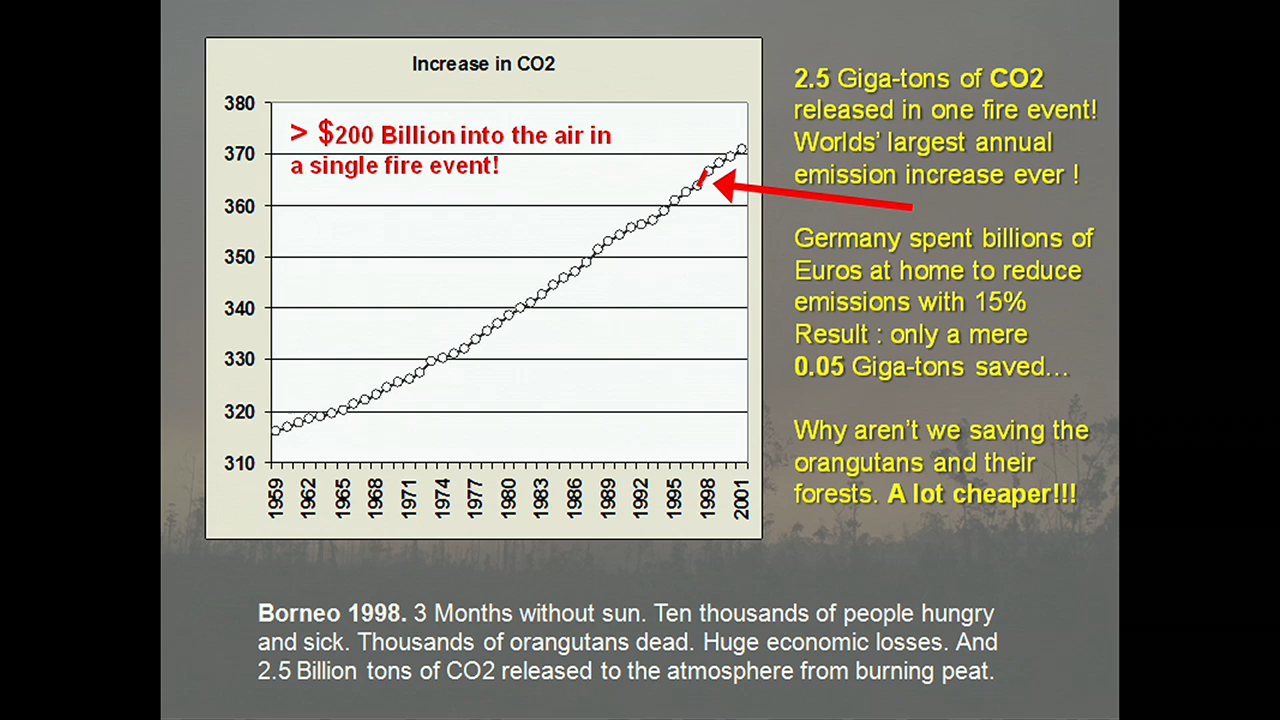 Increase in CO2
380
370
360
350
340
330
320
310
> $200 Billion into the air in
a single fire event!
1959
1962
1965
1968
1971
1974
1977
1980
1983
1986
1989
1992
1995
1998
2001
2.5 Giga-tons of CO2
released in one fire event!
Worlds' largest annual
emission increase ever !
Germany spent billions of
Euros at home to reduce
emissions with 15%
Result : only a mere
0.05 Giga-tons saved...
Why aren't we saving the
orangutans and their
forests. A lot cheaper!!!
Borneo 1998. 3 Months without sun. Ten thousands of people hungry
and sick. Thousands of orangutans dead. Huge economic losses. And
2.5 Billion tons of CO2 released to the atmosphere from burning peat.